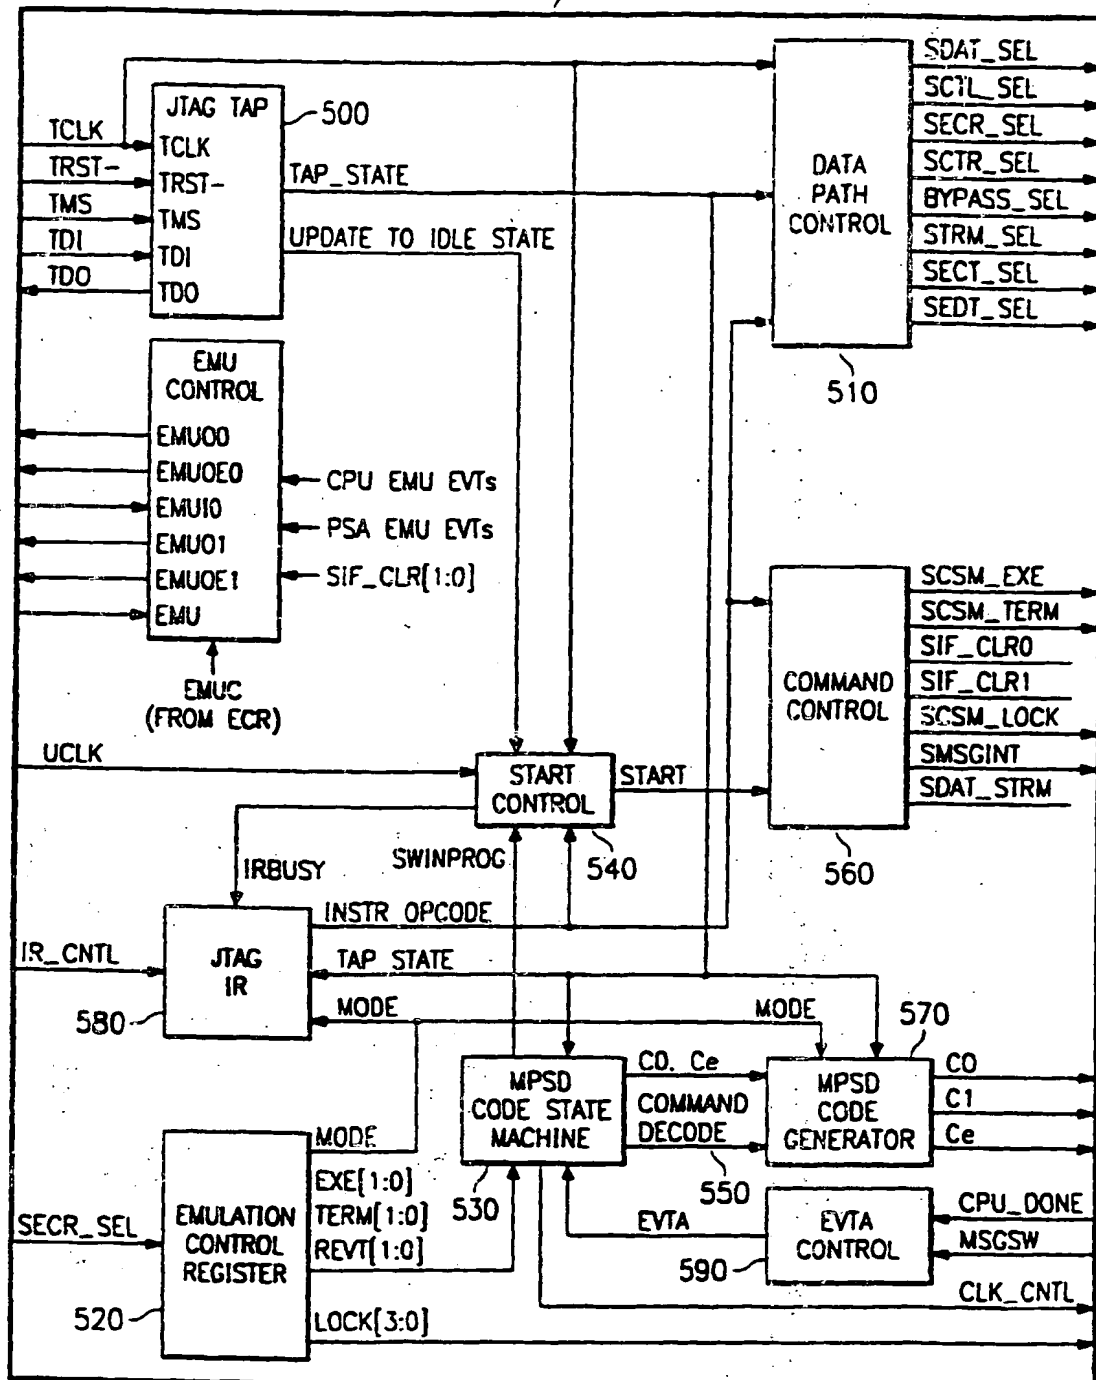 JTAG TAP
500
TCLK
TCLK
TRST-
TRST-
TMS
TMS
TDI
TDI
TDO
TDO
TAP_STATE
UPDATE TO IDLE STATE
DATA
PATH
CONTROL
510
SDAT_SEL
SCTL_SEL
SECR_SEL
SCTR_SEL
BYPASS_SEL
STRM_SEL
SECT_SEL
SEDT_SEL
EMU
CONTROL
EMUO0
EMUOE0
EMUI0
EMUO1
EMUOE1
EMU
CPU EMU EVTs
PSA EMU EVTs
SIF_CLR[1:0]
EMUC
(FROM ECR)
UCLK
START
CONTROL
540
START
COMMAND
CONTROL
560
SCSM_EXE
SCSM_TERM
SIF_CLR0
SIF_CLR1
SCSM_LOCK
SMSGINT
SDAT_STRM
IRBUSY
SWINPROG
IR_CNTL
JTAG
IR
580
INSTR OPCODE
TAP STATE
MODE
MODE
570
MPSD
CODE STATE
MACHINE
530
C0. Ce
COMMAND
DECODE
550
MPSD
CODE
GENERATOR
C0
C1
Ce
SECR_SEL
EMULATION
CONTROL
REGISTER
520
MODE
EXE[1:0]
TERM[1:0]
REVT[1:0]
LOCK[3:0]
EVTA
EVTA
CONTROL
590
CPU_DONE
MSGSW
CLK_CNTL